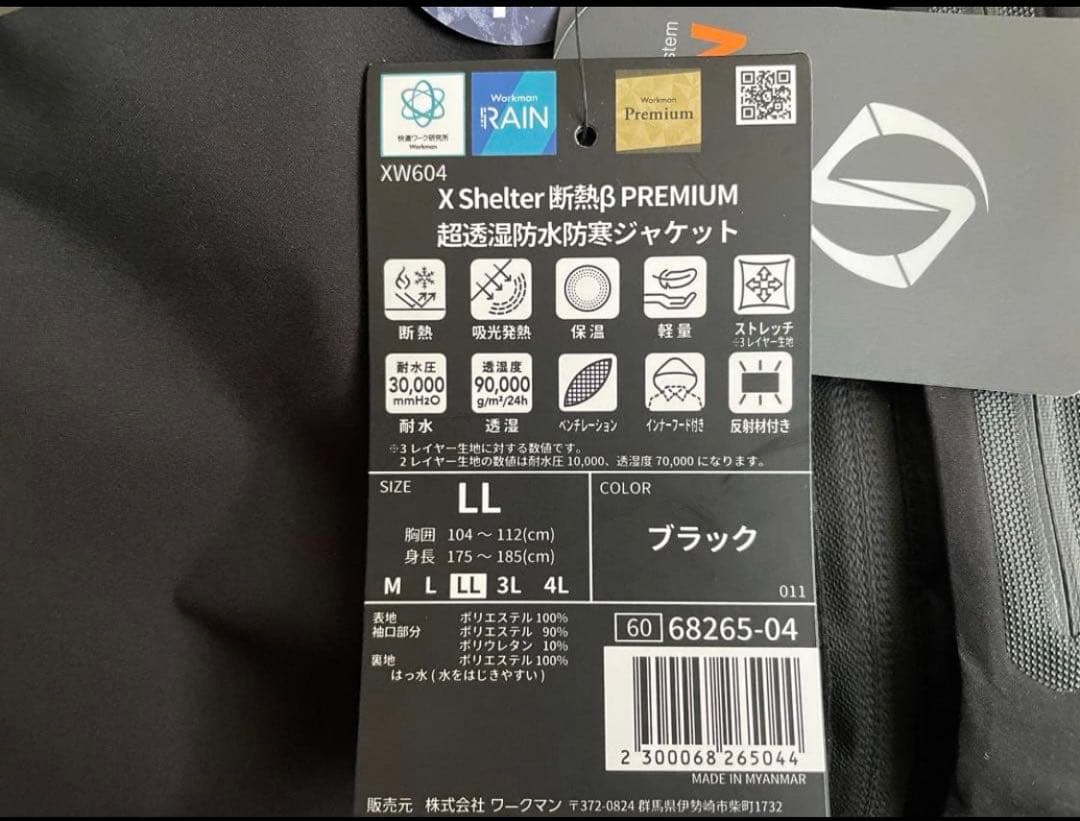 stem
快適ワーク研究所
Workman
Workman
RAIN
Workman
Premium
XW604
X Shelter 断熱β PREMIUM
超透湿防水防寒ジャケット
断熱 吸光発熱 保温 軽量 ストレッチ
※3レイヤー生地
耐水圧
30,000
mmH2O
透湿度
90,000
g/m²/24h
耐水 透湿 ベンチレーション インナーフード付き 反射材付き
※3レイヤー生地に対する数値です。
2レイヤー生地の数値は耐水圧10,000、透湿度70,000になります。
SIZE LL
胸囲 104～112(cm)
身長 175～185(cm)
M L LL 3L 4L
COLOR
ブラック
011
表地 ポリエステル 100%
袖口部分 ポリエステル 90%
ポリウレタン 10%
裏地 ポリエステル 100%
はっ水(水をはじきやすい)
60 68265-04
2 300068 265044
MADE IN MYANMAR
販売元 株式会社 ワークマン 〒372-0824 群馬県伊勢崎市柴町1732